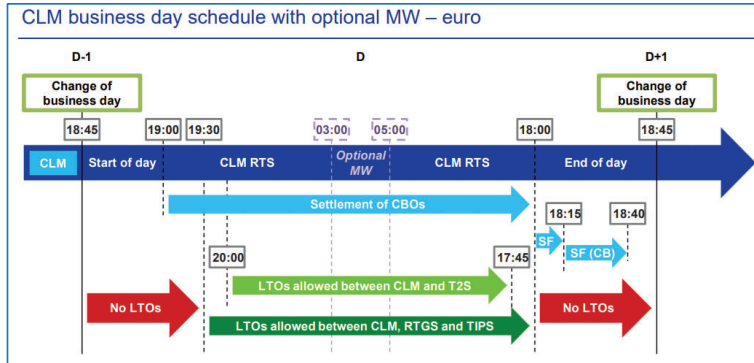 CLM business day schedule with optional MW – euro
D-1
D
D+1
Change of
business day
Change of
business day
18:45
19:00
19:30
03:00
05:00
18:00
18:45
CLM
Start of day
CLM RTS
Optional
MW
CLM RTS
End of day
Settlement of CBOs
18:15
18:40
SF
SF (CB)
20:00
17:45
LTOs allowed between CLM and T2S
No LTOs
No LTOs
LTOs allowed between CLM, RTGS and TIPS